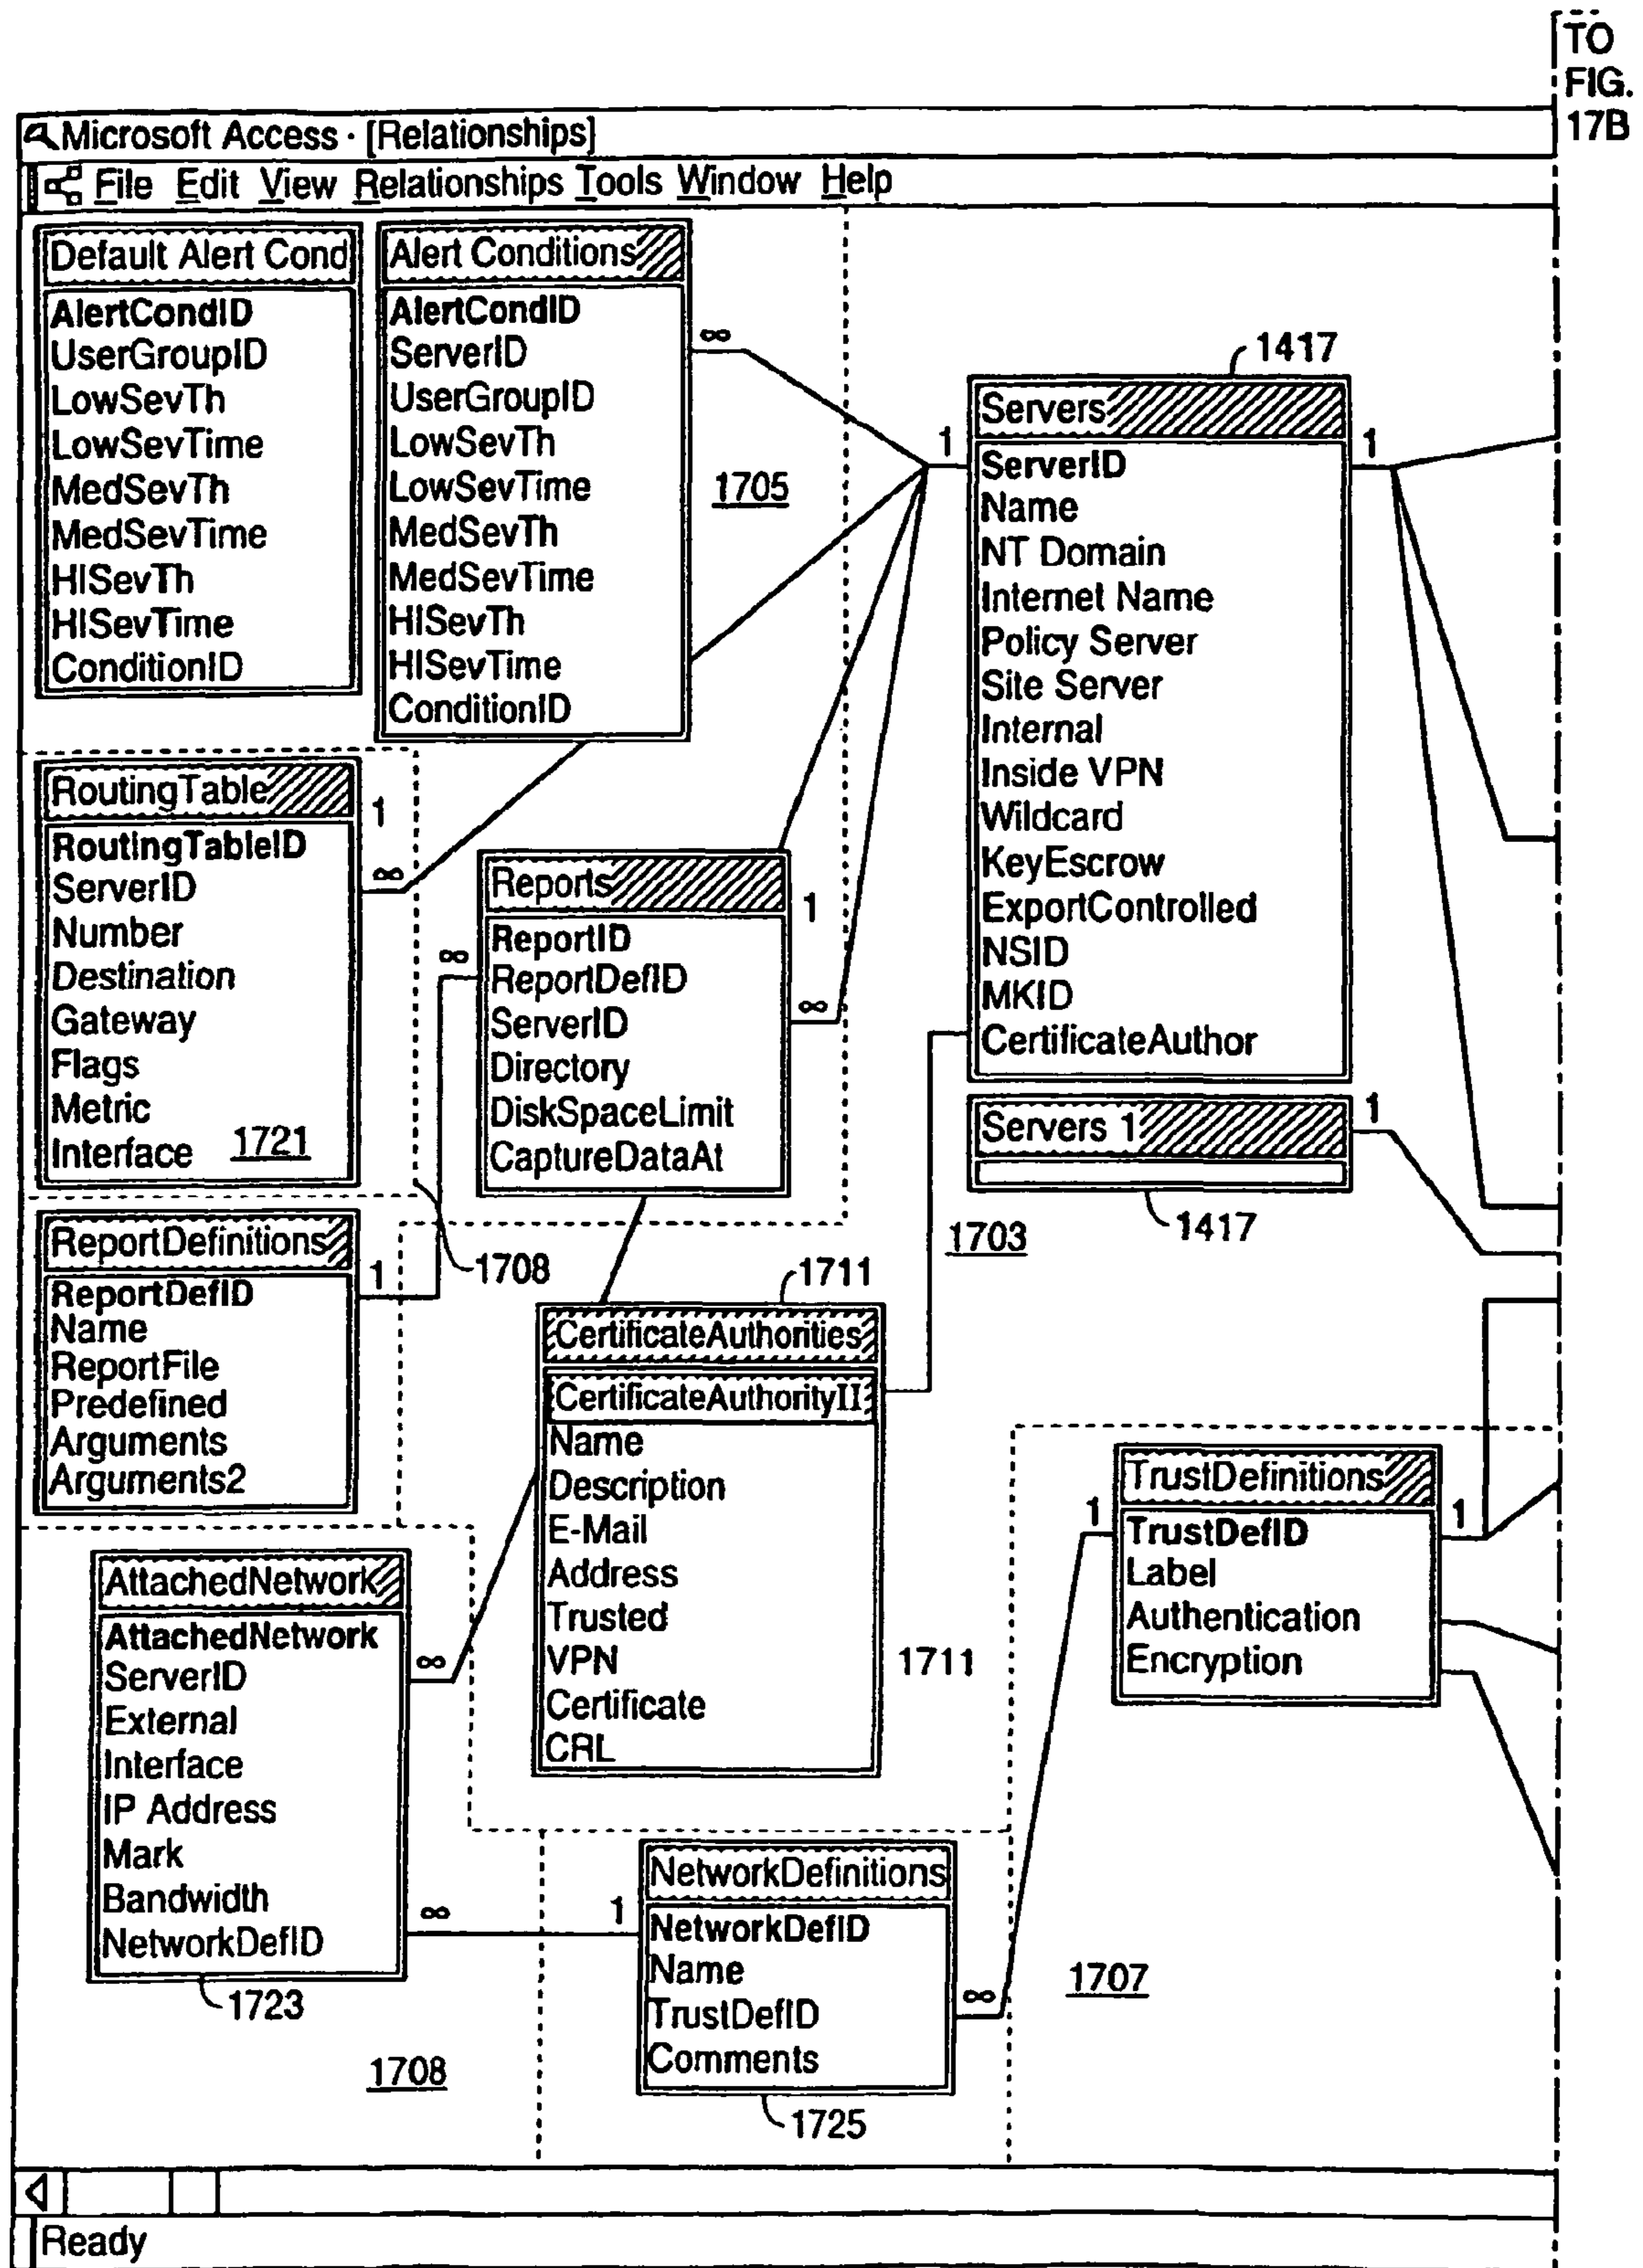 TO
FIG.
17B
Microsoft Access · [Relationships]
File Edit View Relationships Tools Window Help
Default Alert Cond
AlertCondID
UserGroupID
LowSevTh
LowSevTime
MedSevTh
MedSevTime
HISevTh
HISevTime
ConditionID
Alert Conditions
AlertCondID
ServerID
UserGroupID
LowSevTh
LowSevTime
MedSevTh
MedSevTime
HISevTh
HISevTime
ConditionID
∞
1705
1417
Servers
1
1
ServerID
Name
NT Domain
Internet Name
Policy Server
Site Server
Internal
Inside VPN
Wildcard
KeyEscrow
ExportControlled
NSID
MKID
CertificateAuthor
Servers 1
1
1417
1703
RoutingTable
1
RoutingTableID
∞
ServerID
Number
Destination
Gateway
Flags
Metric
Interface
1721
Reports
1
∞
ReportID
ReportDefID
ServerID
∞
Directory
DiskSpaceLimit
CaptureDataAt
1708
ReportDefinitions
1
ReportDefID
Name
ReportFile
Predefined
Arguments
Arguments2
1711
CertificateAuthorities
CertificateAuthorityII
Name
Description
E-Mail
Address
Trusted
VPN
Certificate
CRL
1711
TrustDefinitions
1
1
TrustDefID
Label
Authentication
Encryption
AttachedNetwork
AttachedNetwork
ServerID
∞
External
Interface
IP Address
Mark
Bandwidth
NetworkDefID
∞
1723
1708
NetworkDefinitions
1
NetworkDefID
Name
TrustDefID
Comments
∞
1707
1725
Ready